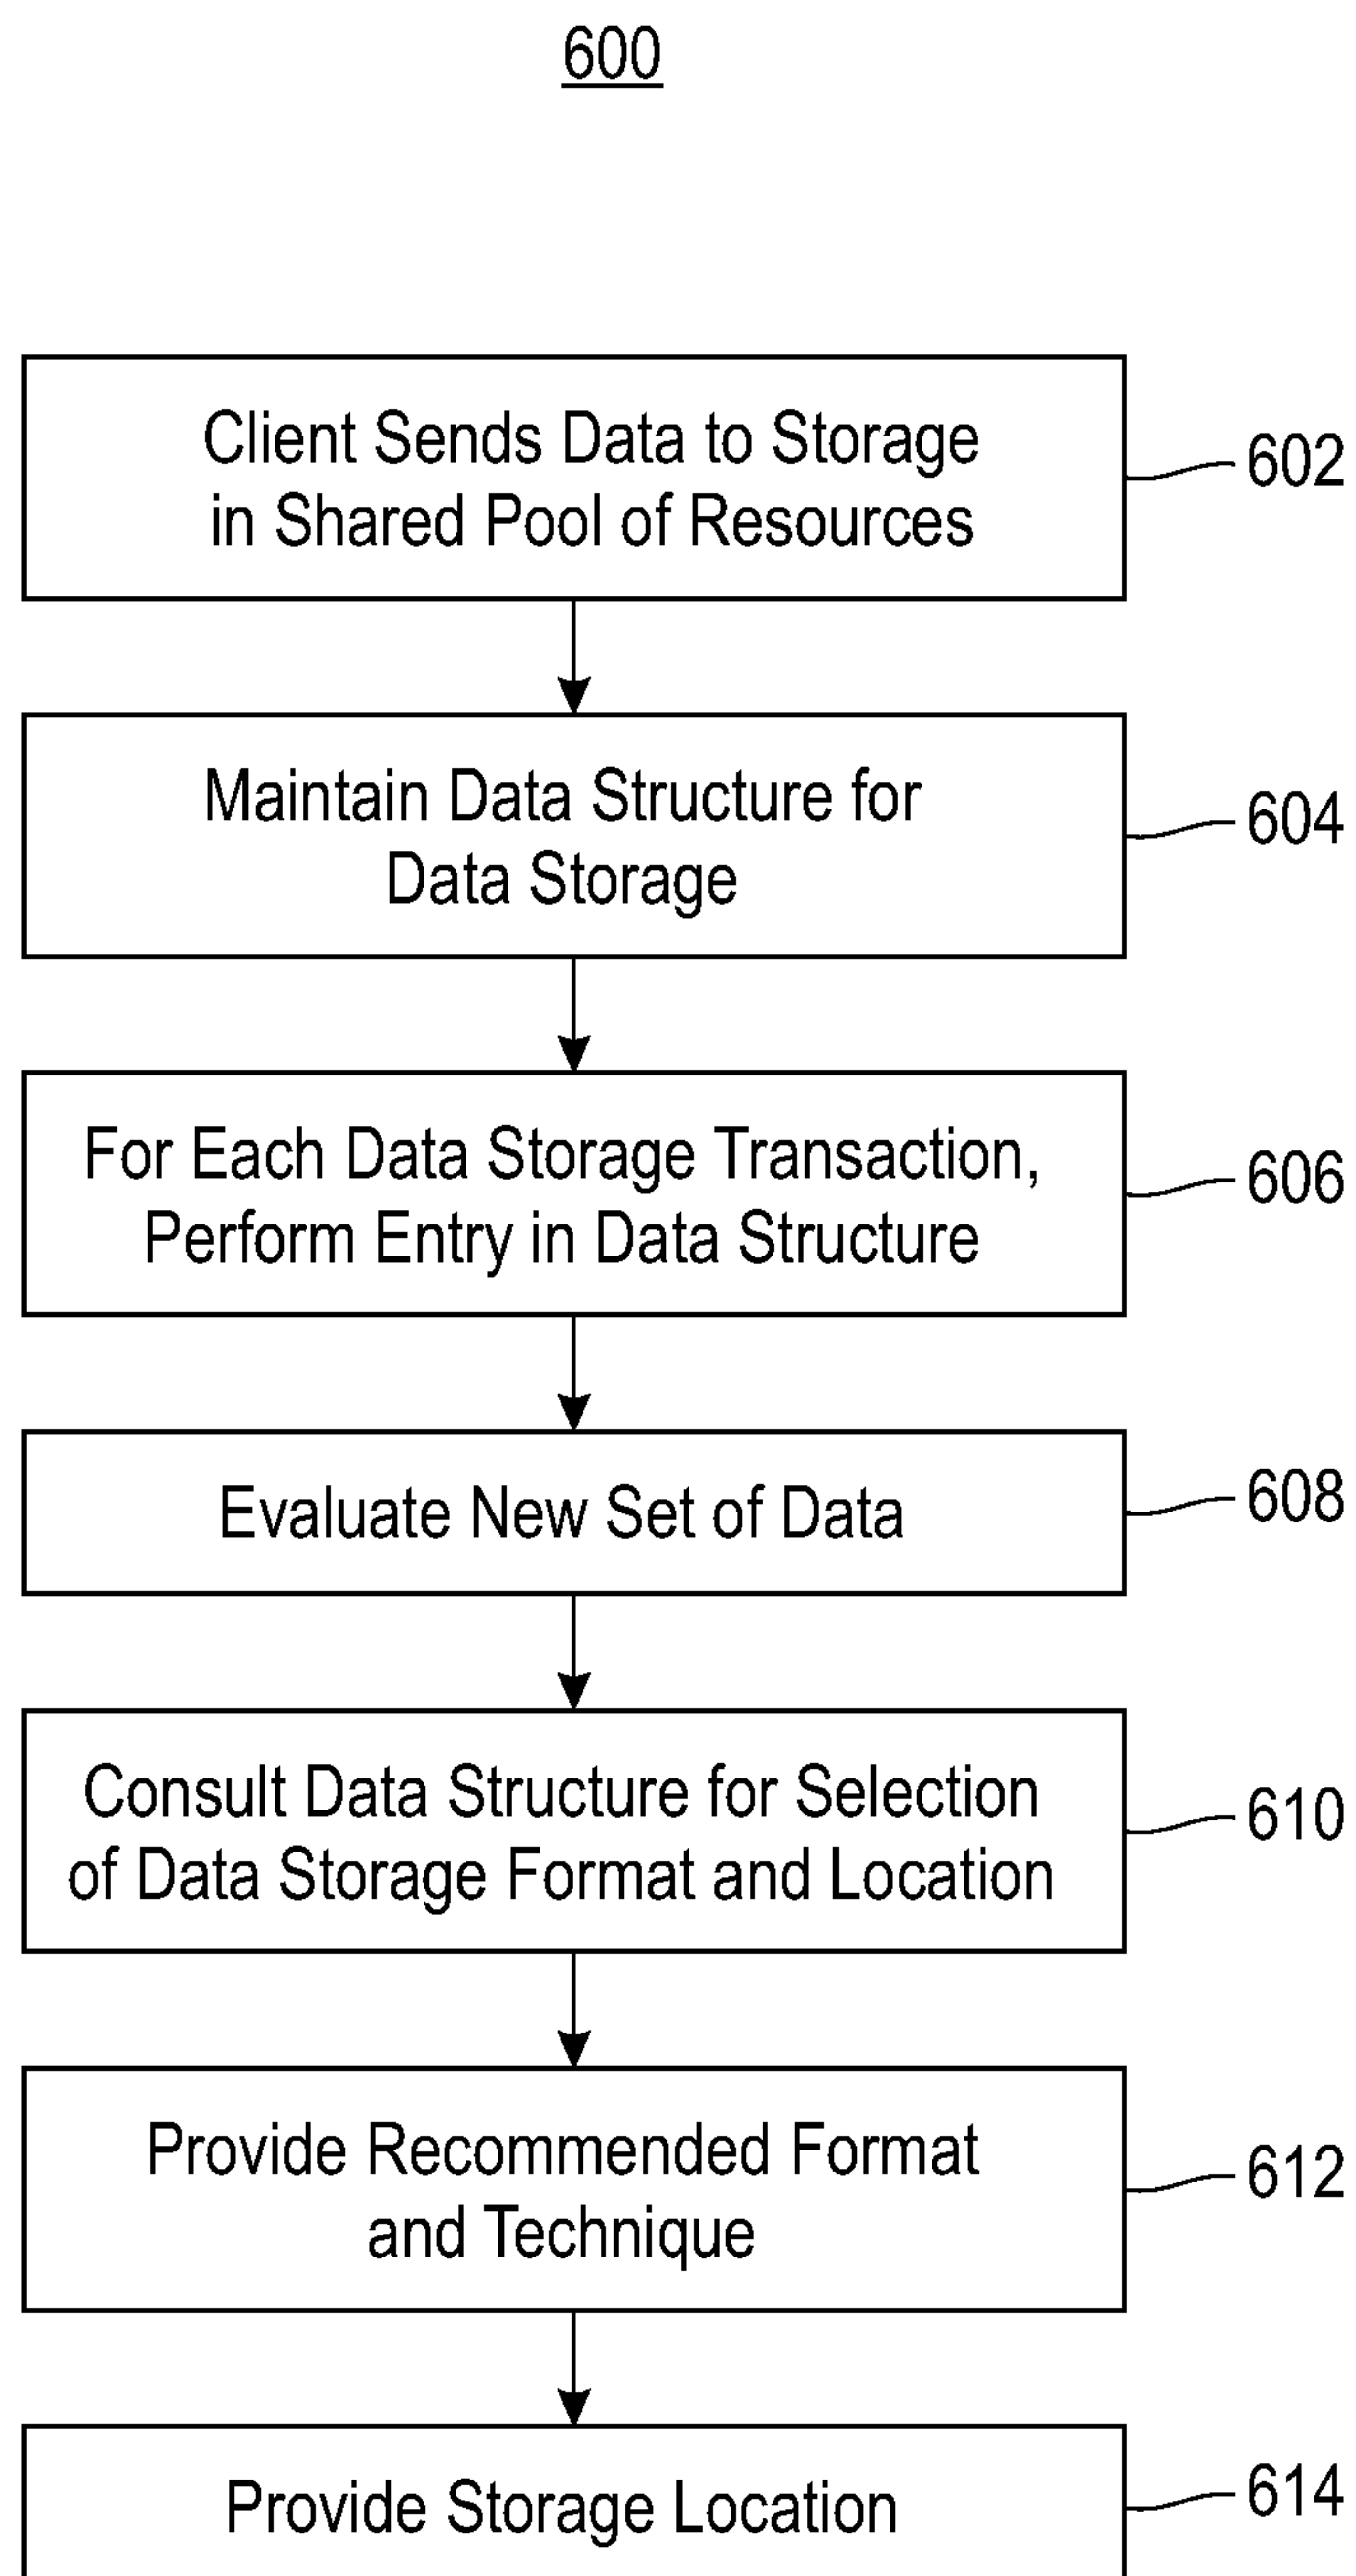 600
Client Sends Data to Storage
in Shared Pool of Resources
602
Maintain Data Structure for
Data Storage
604
For Each Data Storage Transaction,
Perform Entry in Data Structure
606
Evaluate New Set of Data
608
Consult Data Structure for Selection
of Data Storage Format and Location
610
Provide Recommended Format
and Technique
612
Provide Storage Location
614